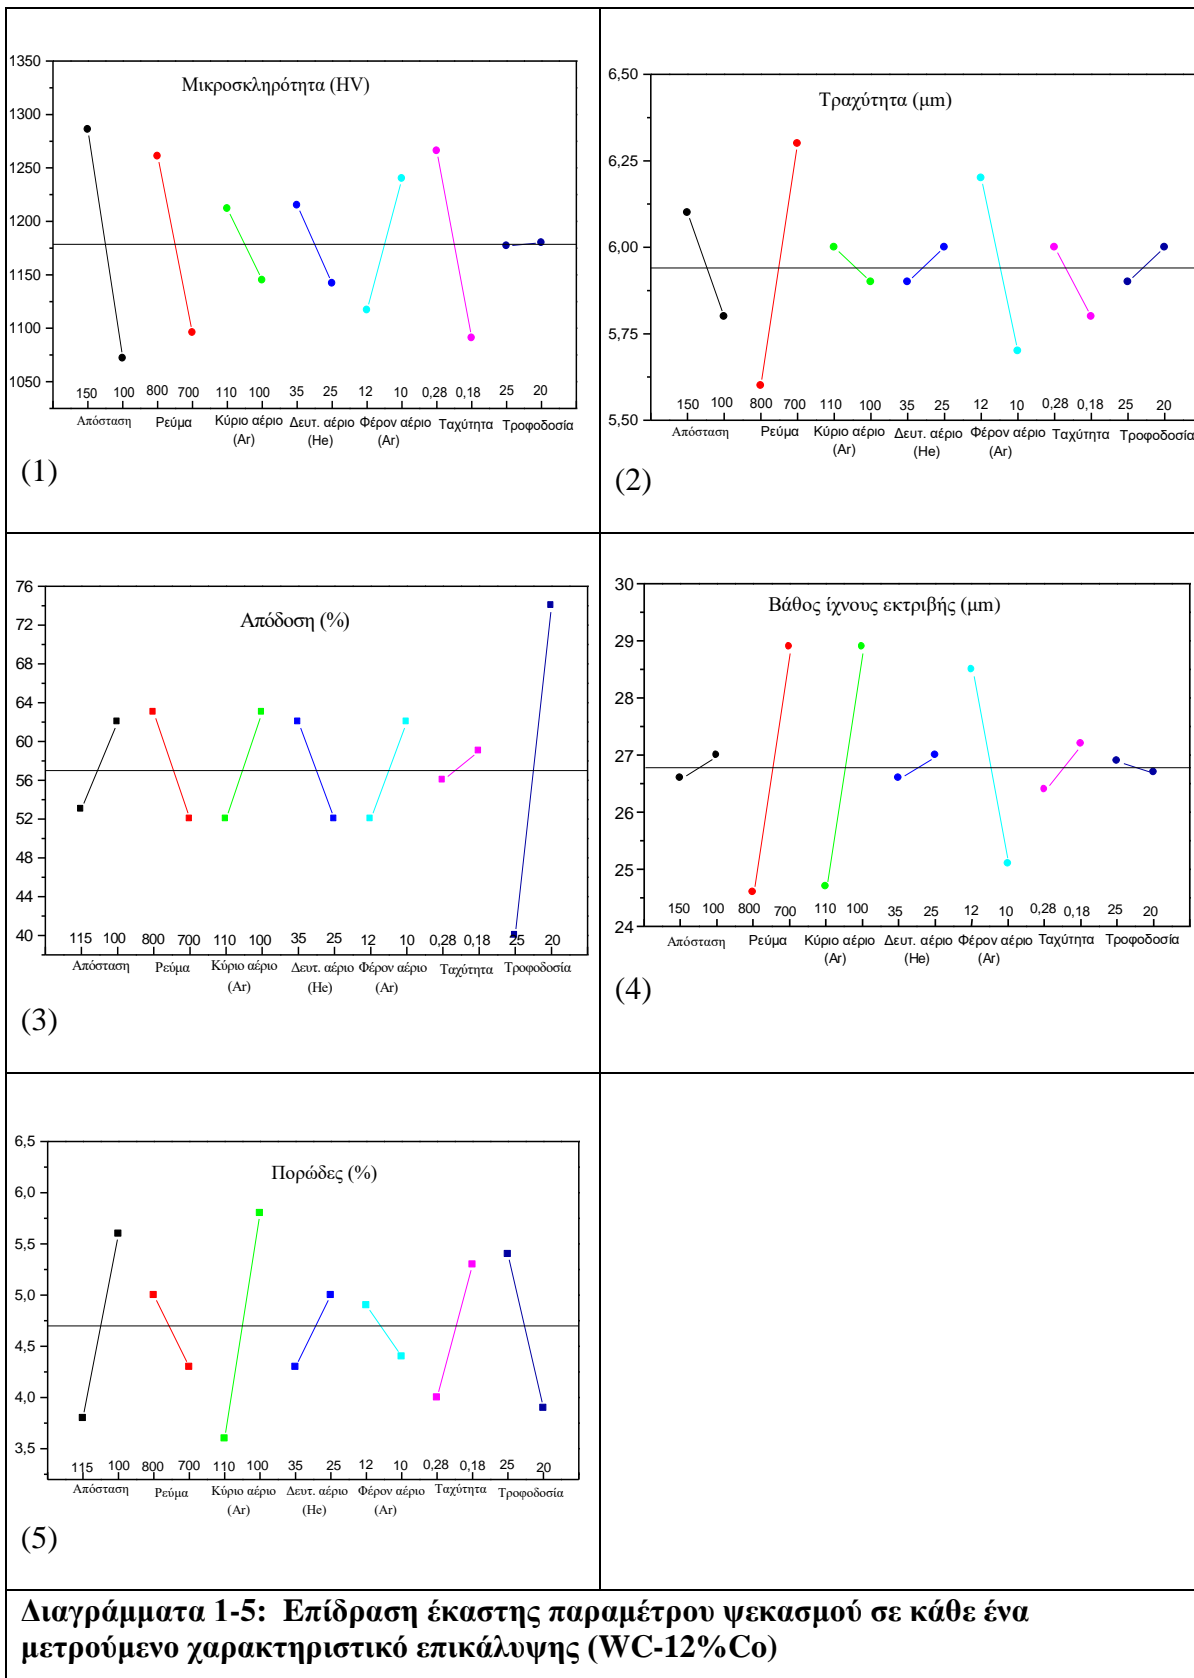 Μικροσκληρότητα (HV)
1350
1300
1250
1200
1150
1100
1050
150 100 800 700 110 100 35 25 12 10 0,28 0,18 25 20
Απόσταση Ρεύμα Κύριο αέριο Δευτ. αέριο Φέρον αέριο Ταχύτητα Τροφοδοσία
(Ar) (He) (Ar)
(1)
Τραχύτητα (μm)
6,50
6,25
6,00
5,75
5,50
150 100 800 700 110 100 35 25 12 10 0,28 0,18 25 20
Απόσταση Ρεύμα Κύριο αέριο Δευτ. αέριο Φέρον αέριο Ταχύτητα Τροφοδοσία
(Ar) (He) (Ar)
(2)
Απόδοση (%)
76
72
68
64
60
56
52
48
44
40
115 100 800 700 110 100 35 25 12 10 0,28 0,18 25 20
Απόσταση Ρεύμα Κύριο αέριο Δευτ. αέριο Φέρον αέριο Ταχύτητα Τροφοδοσία
(Ar) (He) (Ar)
(3)
Βάθος ίχνους εκτριβής (μm)
30
29
28
27
26
25
24
150 100 800 700 110 100 35 25 12 10 0,28 0,18 25 20
Απόσταση Ρεύμα Κύριο αέριο Δευτ. αέριο Φέρον αέριο Ταχύτητα Τροφοδοσία
(Ar) (He) (Ar)
(4)
Πορώδες (%)
6,5
6,0
5,5
5,0
4,5
4,0
3,5
115 100 800 700 110 100 35 25 12 10 0,28 0,18 25 20
Απόσταση Ρεύμα Κύριο αέριο Δευτ. αέριο Φέρον αέριο Ταχύτητα Τροφοδοσία
(Ar) (He) (Ar)
(5)
Διαγράμματα 1-5: Επίδραση έκαστης παραμέτρου ψεκασμού σε κάθε ένα
μετρούμενο χαρακτηριστικό επικάλυψης (WC-12%Co)